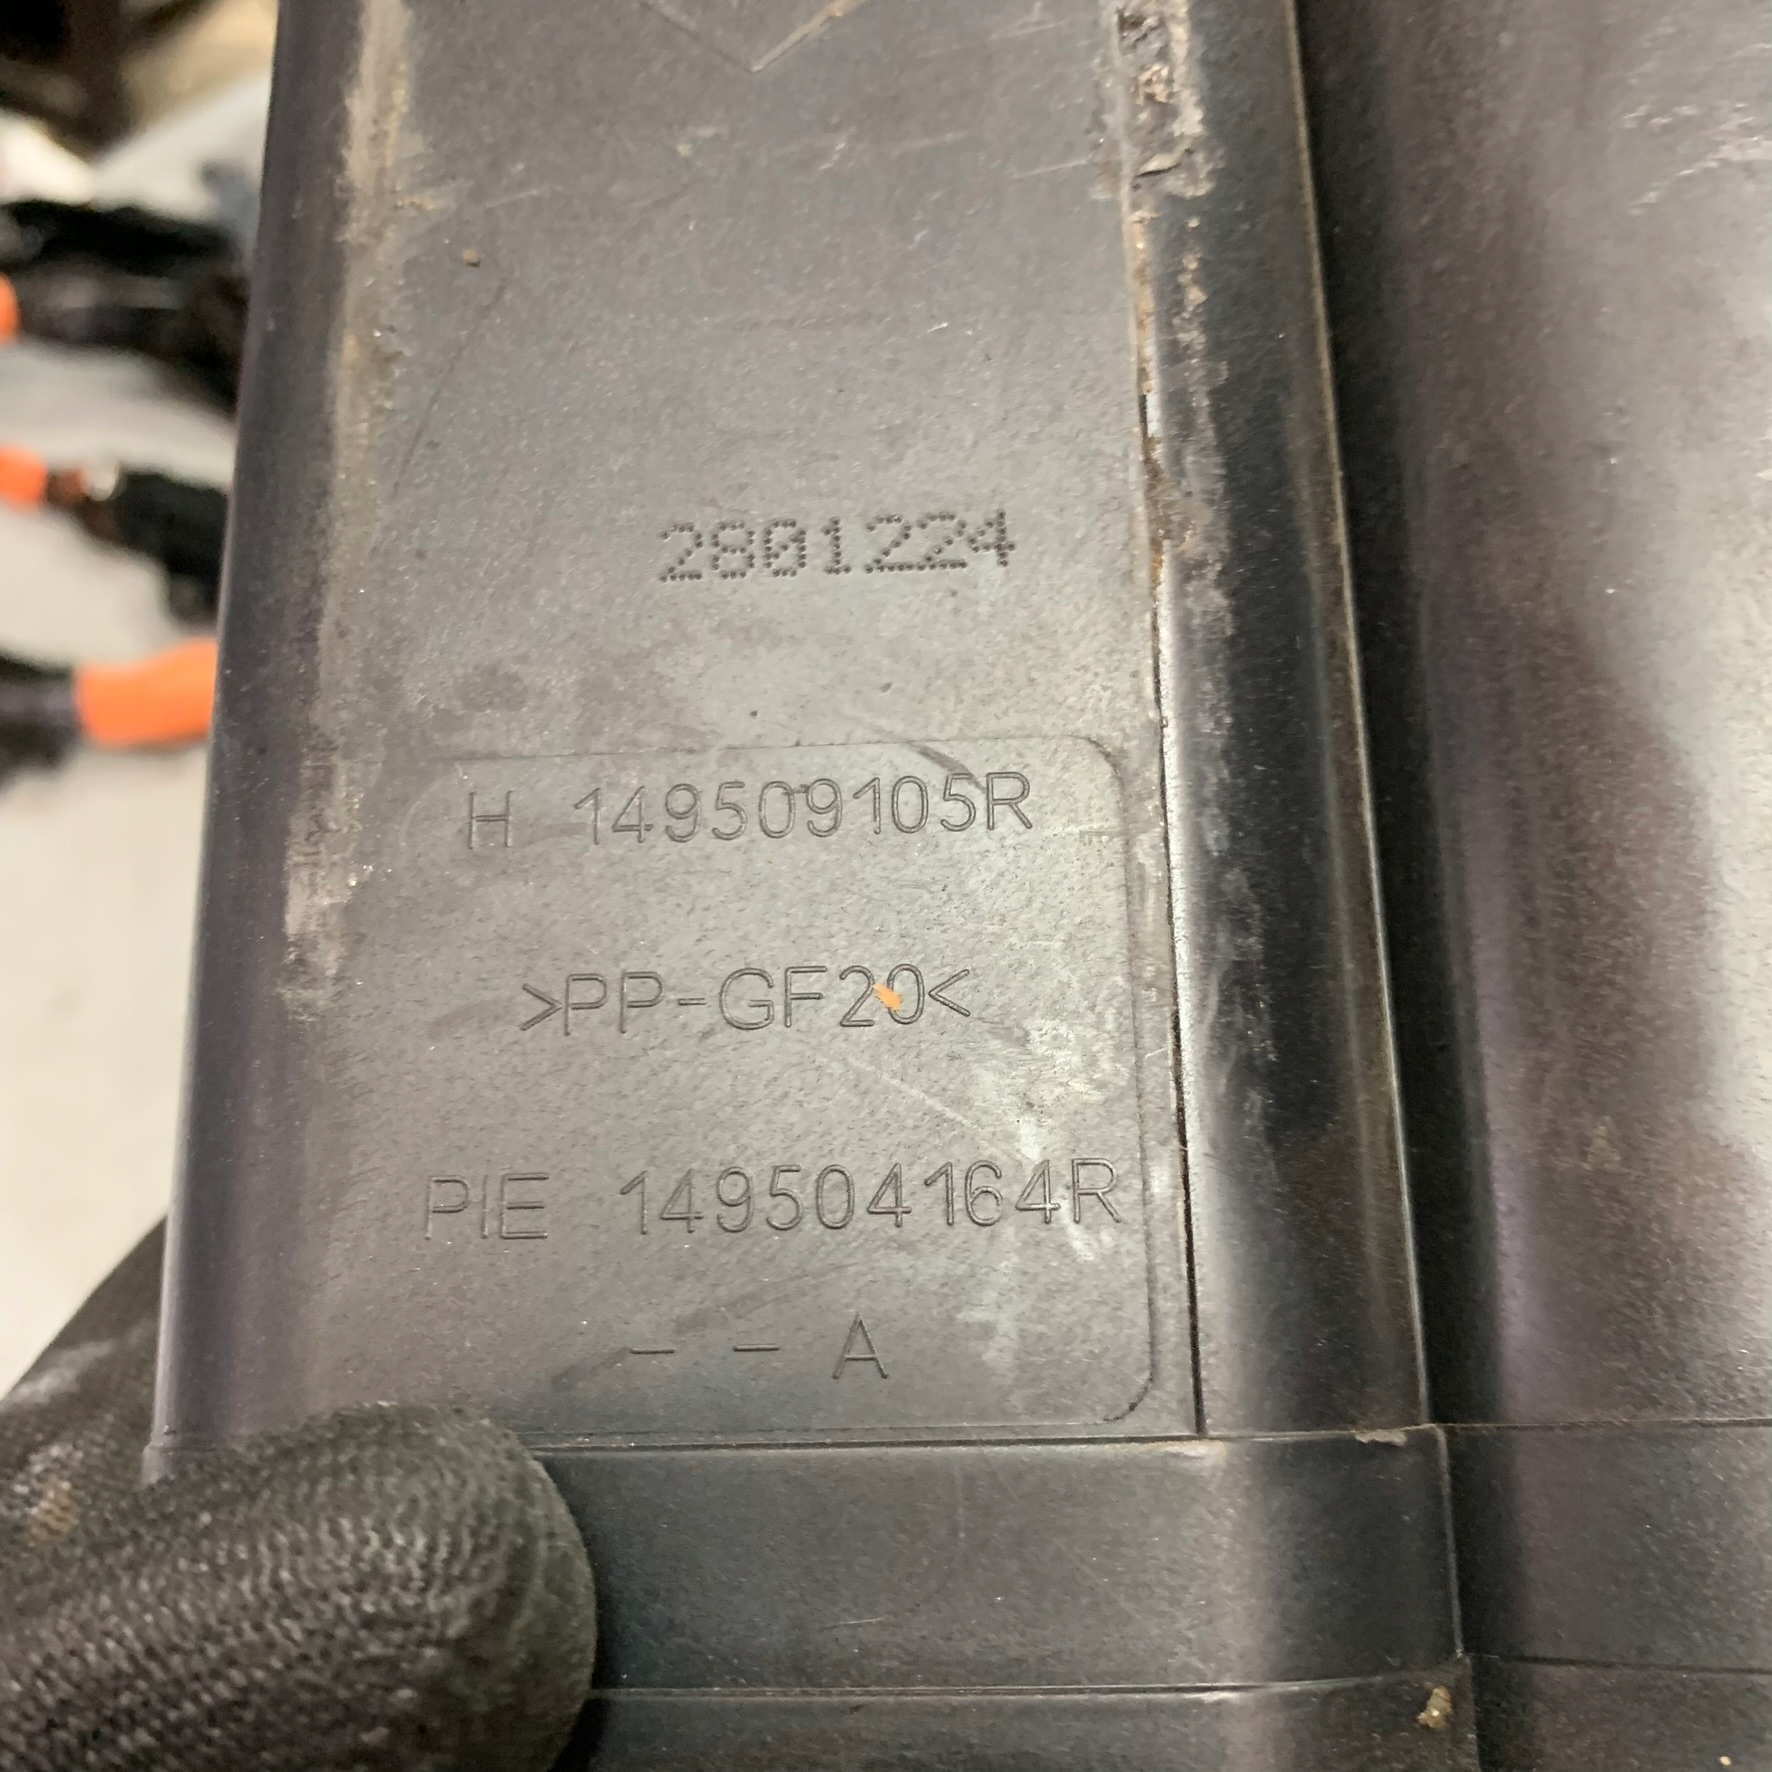 2801224
H 149509105R
>PP-GF20<
PIE 149504164R
- - A